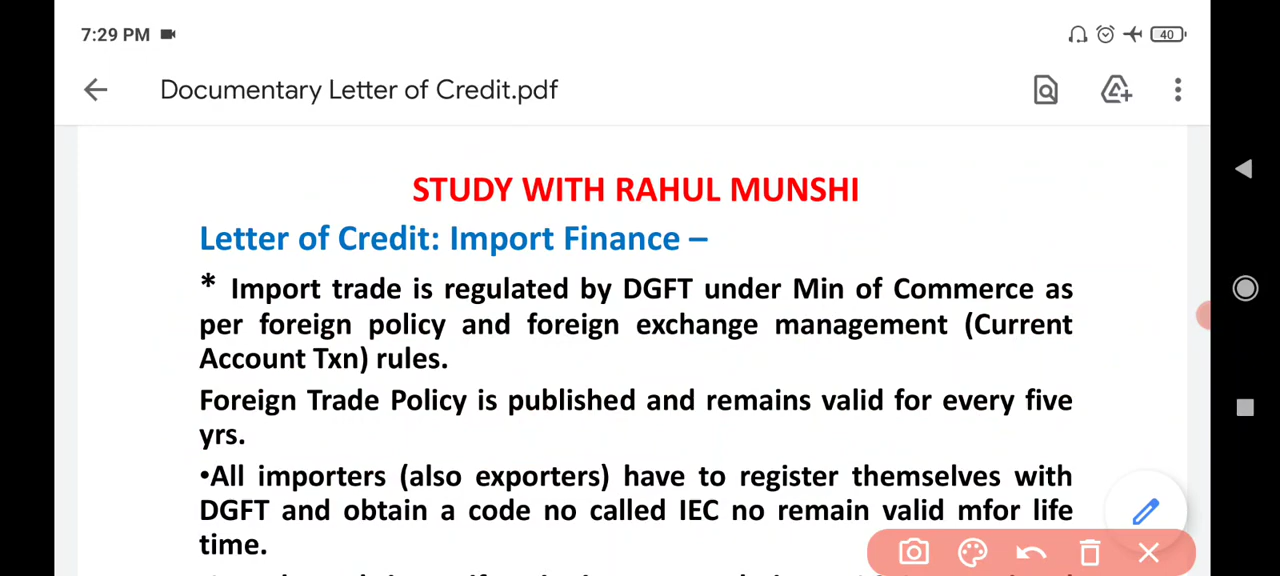 7:29 PM
40
Documentary Letter of Credit.pdf
STUDY WITH RAHUL MUNSHI
Letter of Credit: Import Finance –
* Import trade is regulated by DGFT under Min of Commerce as
per foreign policy and foreign exchange management (Current
Account Txn) rules.
Foreign Trade Policy is published and remains valid for every five
yrs.
•All importers (also exporters) have to register themselves with
DGFT and obtain a code no called IEC no remain valid mfor life
time.